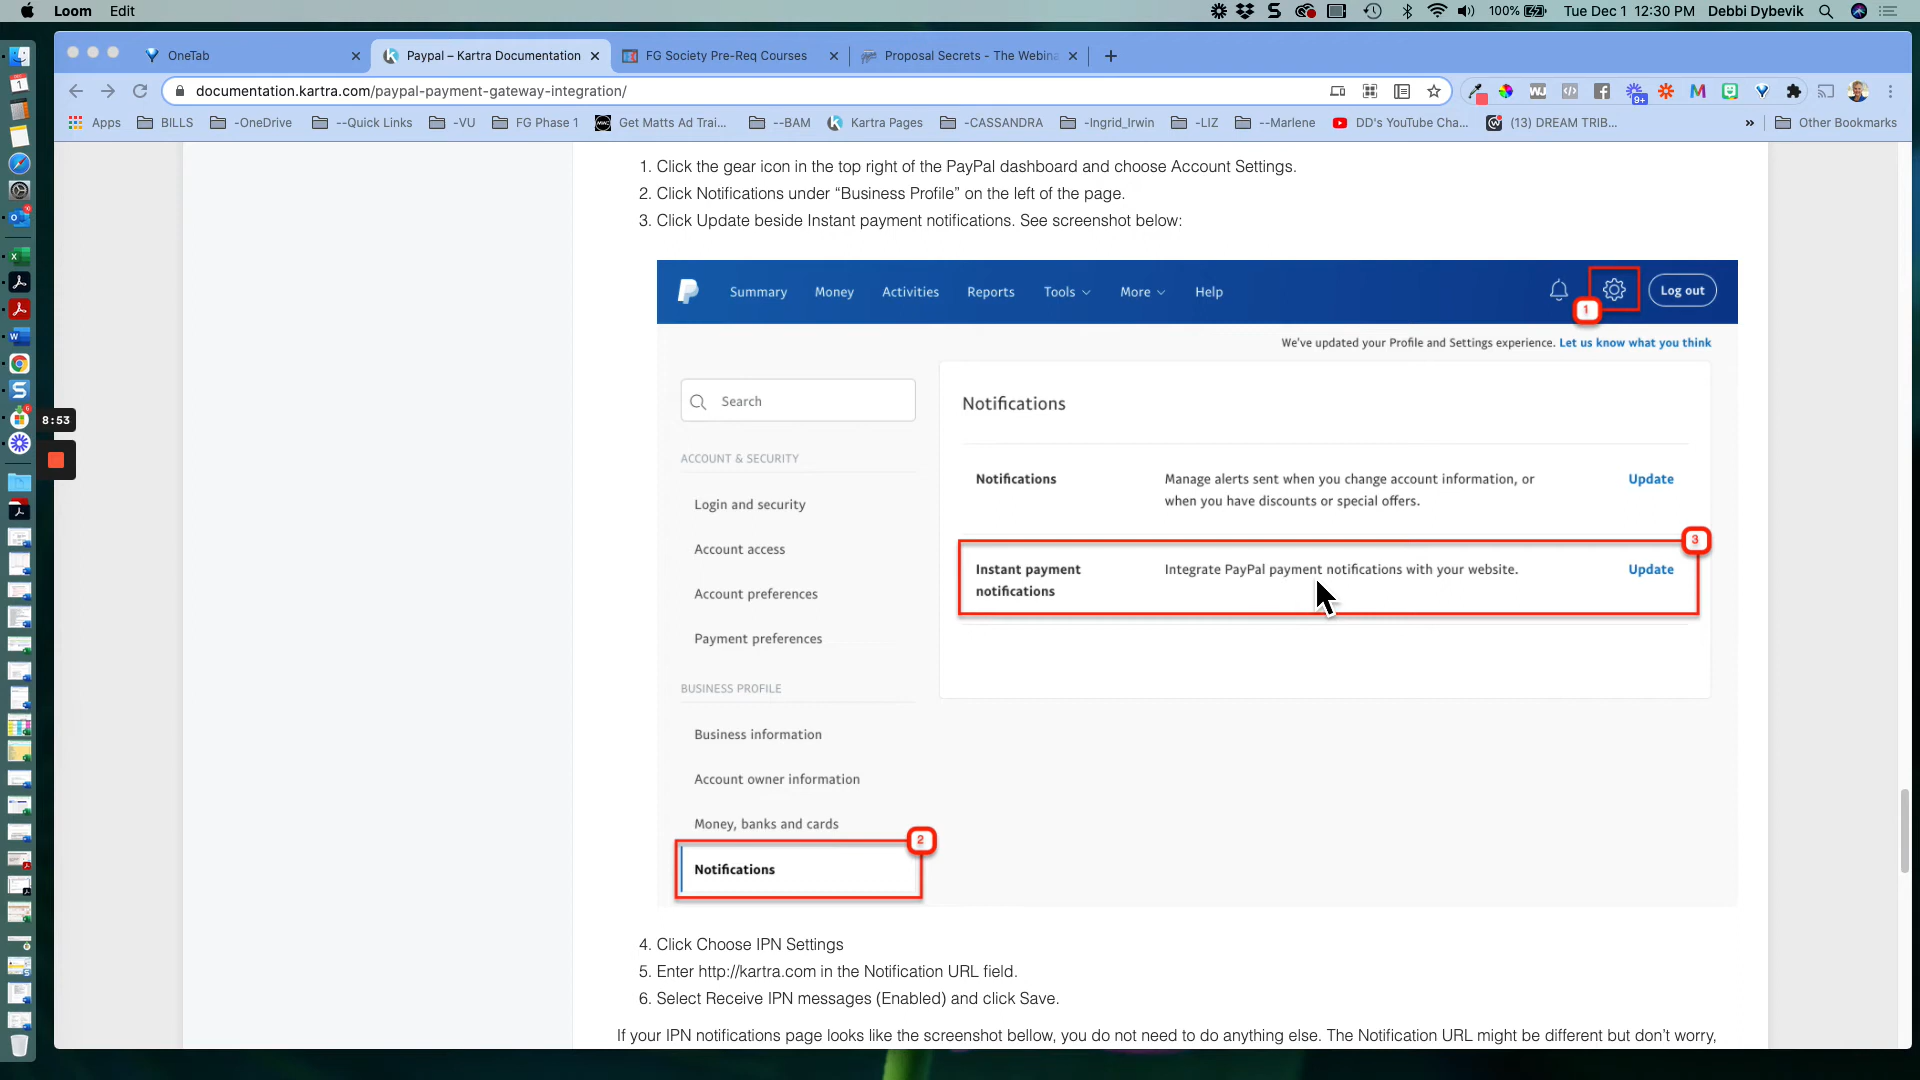 Loom Edit 100% Tue Dec 1 12:30 PM Debbi Dybevik
OneTab Paypal – Kartra Documentation FG Society Pre-Req Courses Proposal Secrets - The Webina
documentation.kartra.com/paypal-payment-gateway-integration/
Apps BILLS -OneDrive --Quick Links -VU FG Phase 1 Get Matts Ad Trai... --BAM Kartra Pages -CASSANDRA -Ingrid_Irwin -LIZ --Marlene DD's YouTube Cha... (13) DREAM TRIB... » Other Bookmarks
1. Click the gear icon in the top right of the PayPal dashboard and choose Account Settings.
2. Click Notifications under “Business Profile” on the left of the page.
3. Click Update beside Instant payment notifications. See screenshot below:
Summary Money Activities Reports Tools More Help Log out
1
We've updated your Profile and Settings experience. Let us know what you think
Search
Notifications
ACCOUNT & SECURITY
Login and security
Account access
Account preferences
Payment preferences
Notifications Manage alerts sent when you change account information, or Update
when you have discounts or special offers.
3
Instant payment Integrate PayPal payment notifications with your website. Update
notifications
BUSINESS PROFILE
Business information
Account owner information
Money, banks and cards
2
Notifications
8:53
4. Click Choose IPN Settings
5. Enter http://kartra.com in the Notification URL field.
6. Select Receive IPN messages (Enabled) and click Save.
If your IPN notifications page looks like the screenshot bellow, you do not need to do anything else. The Notification URL might be different but don’t worry,